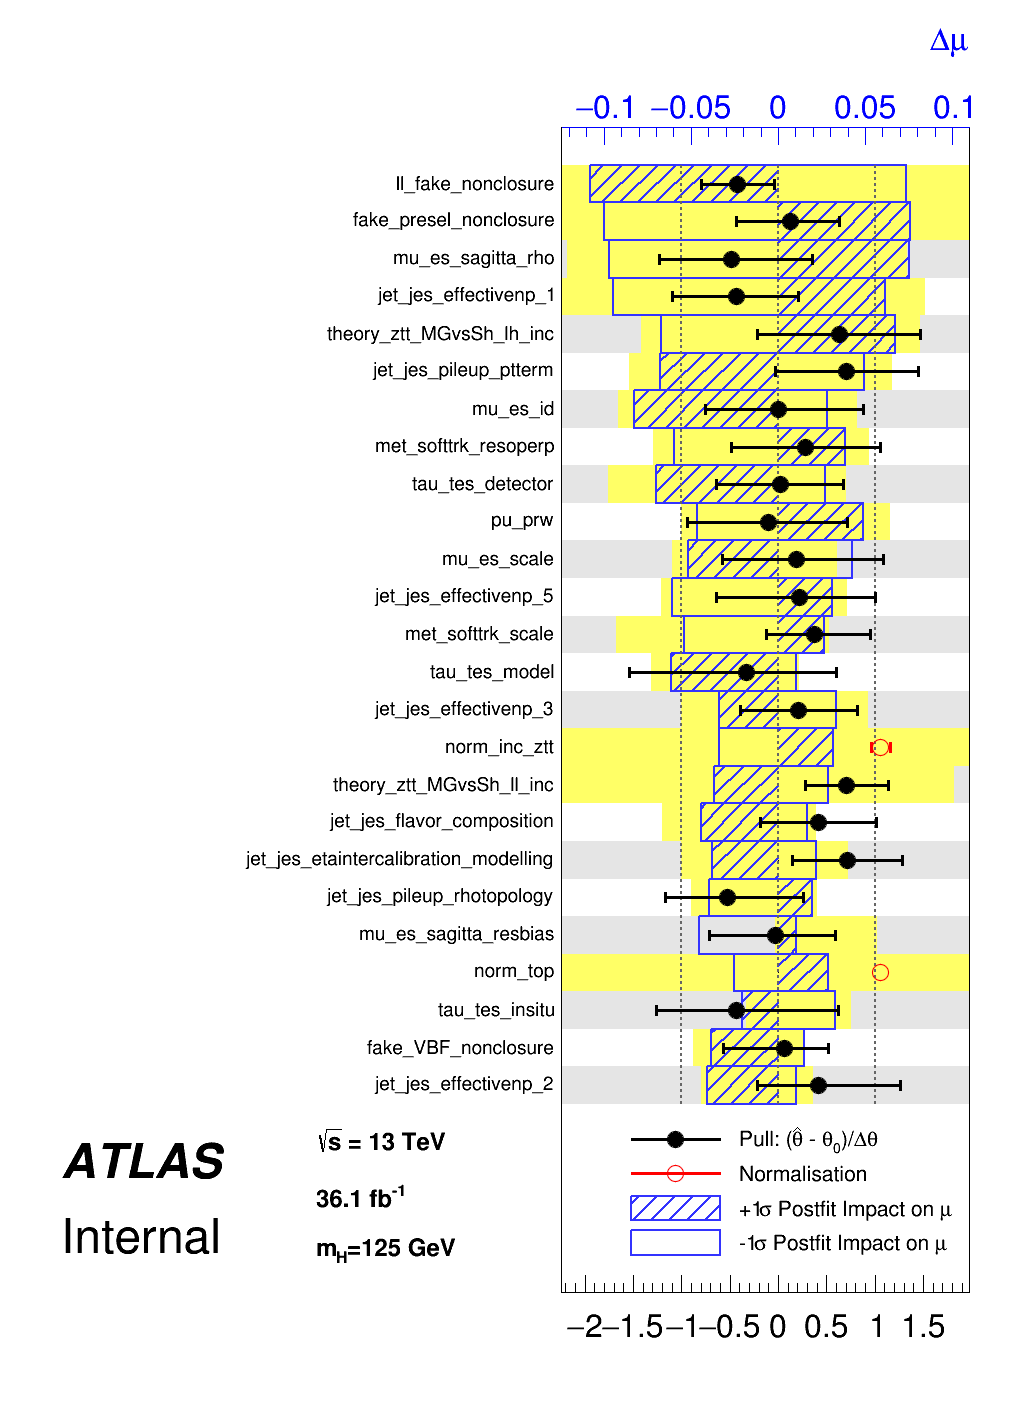 Δμ
−0.1 −0.05 0 0.05 0.1
ll_fake_nonclosure
fake_presel_nonclosure
mu_es_sagitta_rho
jet_jes_effectivenp_1
theory_ztt_MGvsSh_lh_inc
jet_jes_pileup_ptterm
mu_es_id
met_softtrk_resoperp
tau_tes_detector
pu_prw
mu_es_scale
jet_jes_effectivenp_5
met_softtrk_scale
tau_tes_model
jet_jes_effectivenp_3
norm_inc_ztt
theory_ztt_MGvsSh_ll_inc
jet_jes_flavor_composition
jet_jes_etaintercalibration_modelling
jet_jes_pileup_rhotopology
mu_es_sagitta_resbias
norm_top
tau_tes_insitu
fake_VBF_nonclosure
jet_jes_effectivenp_2
ATLAS
Internal
√s = 13 TeV
36.1 fb⁻¹
m_H=125 GeV
Pull: (θ̂ - θ₀)/Δθ
Normalisation
+1σ Postfit Impact on μ
-1σ Postfit Impact on μ
−2 −1.5 −1 −0.5 0 0.5 1 1.5